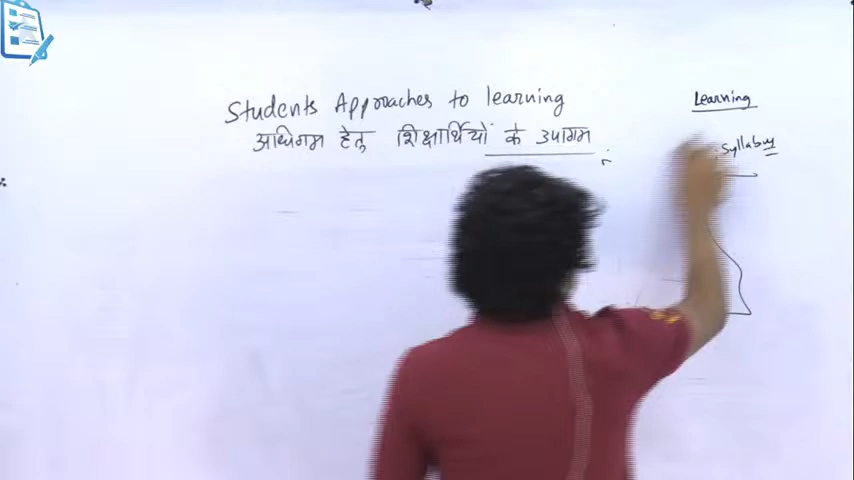 Students Approaches to learning
अधिगम हेतु शिक्षार्थियों के उपागम
Learning
Syllabus